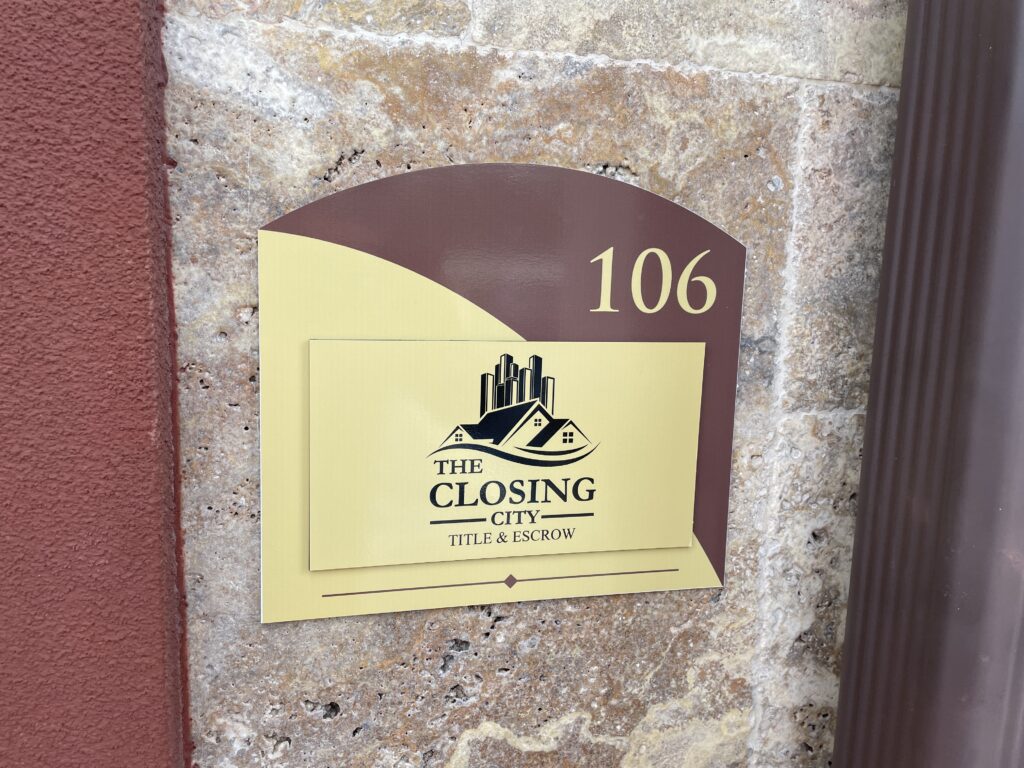 106
THE
CLOSING
CITY
TITLE & ESCROW